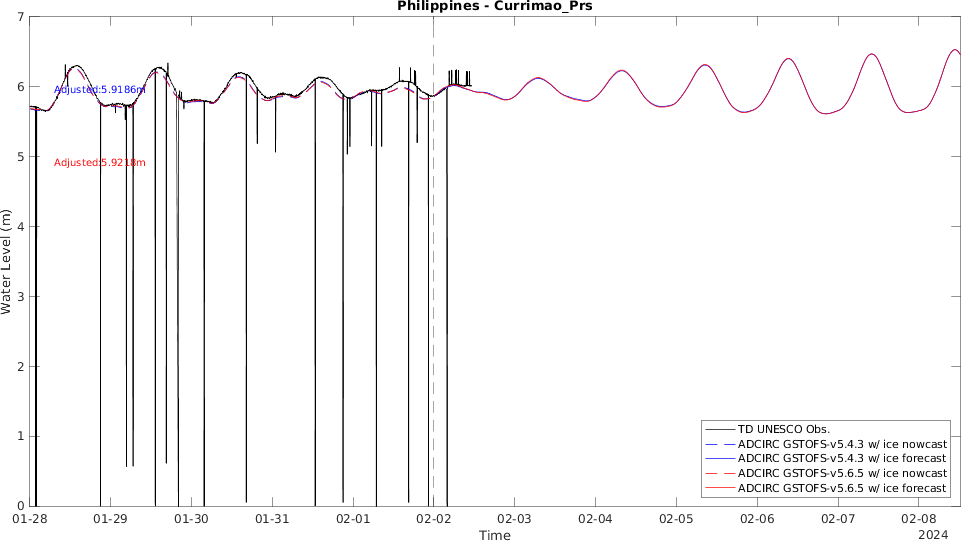 Philippines - Currimao_Prs
7
6
5
4
3
2
1
0
Water Level (m)
Adjusted:5.9186m
Adjusted:5.9218m
TD UNESCO Obs.
ADCIRC GSTOFS-v5.4.3 w/ ice nowcast
ADCIRC GSTOFS-v5.4.3 w/ ice forecast
ADCIRC GSTOFS-v5.6.5 w/ ice nowcast
ADCIRC GSTOFS-v5.6.5 w/ ice forecast
01-28 01-29 01-30 01-31 02-01 02-02 02-03 02-04 02-05 02-06 02-07 02-08
Time
2024